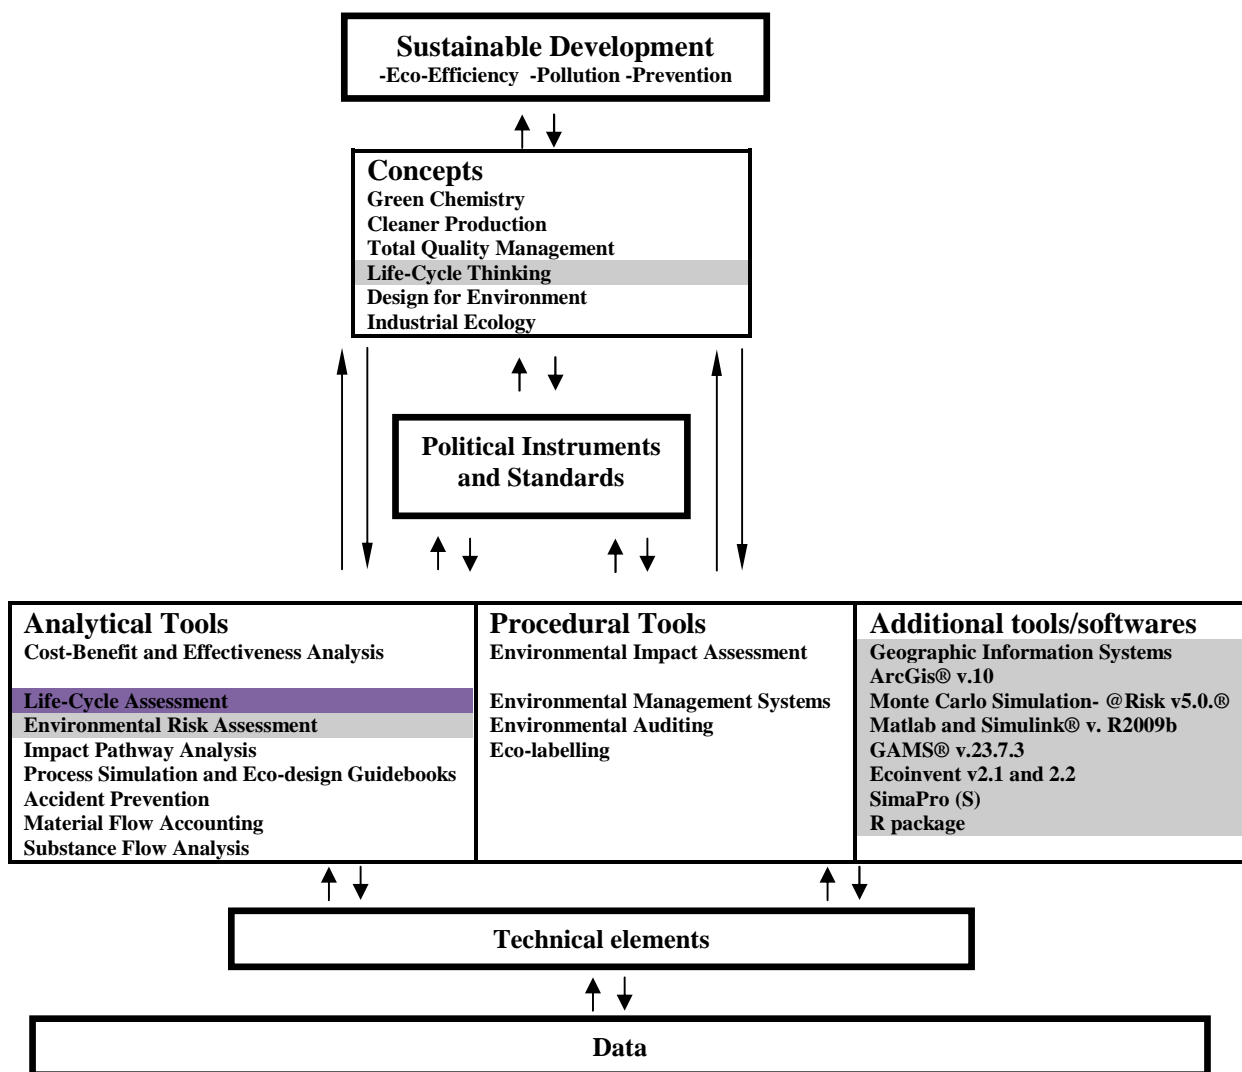 Sustainable Development
-Eco-Efficiency -Pollution -Prevention
Concepts
Green Chemistry
Cleaner Production
Total Quality Management
Life-Cycle Thinking
Design for Environment
Industrial Ecology
Political Instruments
and Standards
Analytical Tools
Cost-Benefit and Effectiveness Analysis
Life-Cycle Assessment
Environmental Risk Assessment
Impact Pathway Analysis
Process Simulation and Eco-design Guidebooks
Accident Prevention
Material Flow Accounting
Substance Flow Analysis
Procedural Tools
Environmental Impact Assessment
Environmental Management Systems
Environmental Auditing
Eco-labelling
Additional tools/softwares
Geographic Information Systems
ArcGis® v.10
Monte Carlo Simulation- @Risk v5.0.®
Matlab and Simulink® v. R2009b
GAMS® v.23.7.3
Ecoinvent v2.1 and 2.2
SimaPro (S)
R package
Technical elements
Data